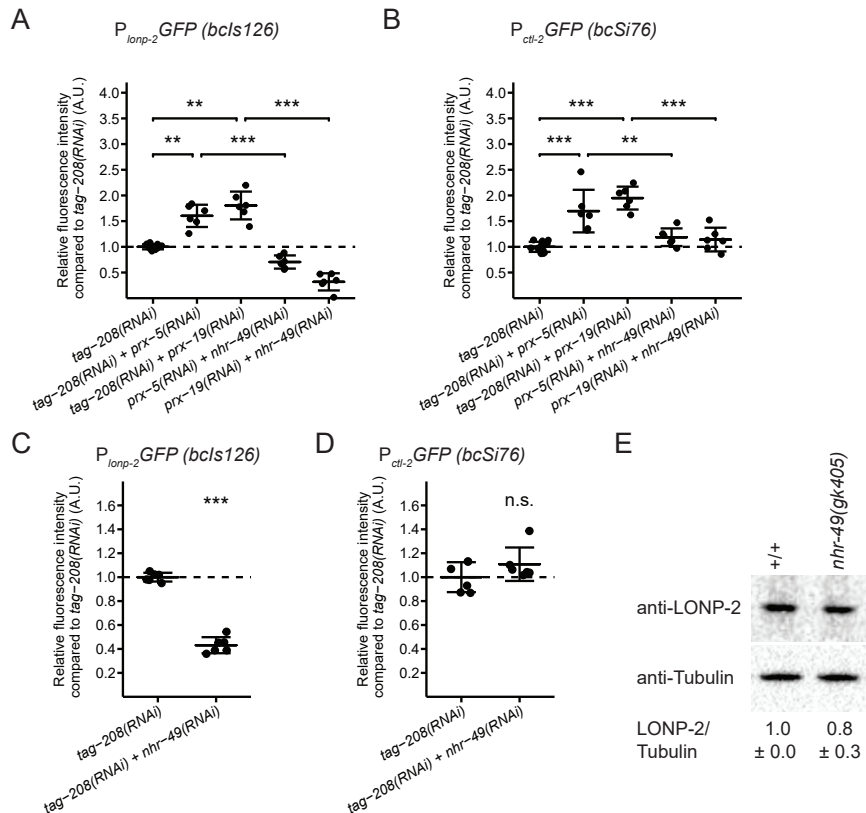 A
P_lonp-2 GFP (bcIs126)
Relative fluorescence intensity
compared to tag−208(RNAi) (A.U.)
4.0
3.5
3.0
2.5
2.0
1.5
1.0
0.5
** ***
** ***
tag−208(RNAi)
tag−208(RNAi) + prx−5(RNAi)
tag−208(RNAi) + prx−19(RNAi)
prx−5(RNAi) + nhr−49(RNAi)
prx−19(RNAi) + nhr−49(RNAi)
B
P_ctl-2 GFP (bcSi76)
Relative fluorescence intensity
compared to tag−208(RNAi) (A.U.)
4.0
3.5
3.0
2.5
2.0
1.5
1.0
0.5
*** ***
*** **
tag−208(RNAi)
tag−208(RNAi) + prx−5(RNAi)
tag−208(RNAi) + prx−19(RNAi)
prx−5(RNAi) + nhr−49(RNAi)
prx−19(RNAi) + nhr−49(RNAi)
C
P_lonp-2 GFP (bcIs126)
Relative fluorescence intensity
compared to tag−208(RNAi) (A.U.)
1.6
1.4
1.2
1.0
0.8
0.6
0.4
0.2
***
tag−208(RNAi)
tag−208(RNAi) + nhr−49(RNAi)
D
P_ctl-2 GFP (bcSi76)
Relative fluorescence intensity
compared to tag−208(RNAi) (A.U.)
1.6
1.4
1.2
1.0
0.8
0.6
0.4
0.2
n.s.
tag−208(RNAi)
tag−208(RNAi) + nhr−49(RNAi)
E
+/+
nhr-49(gk405)
anti-LONP-2
anti-Tubulin
LONP-2/ 1.0 0.8
Tubulin ± 0.0 ± 0.3